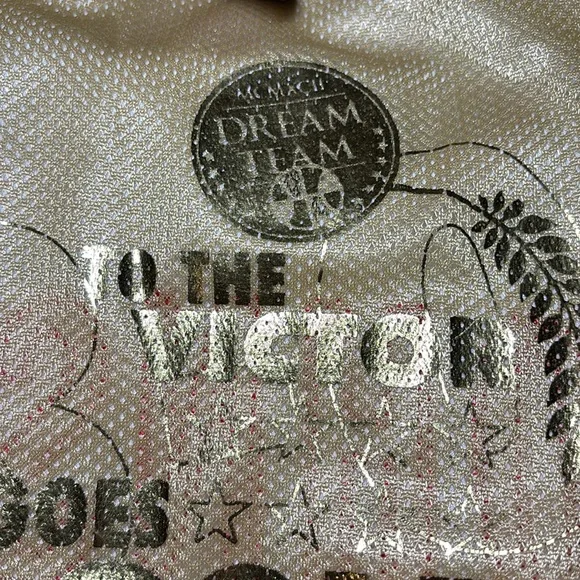 MCMXCII
DREAM
TEAM
TO THE
VICTOR
GOES